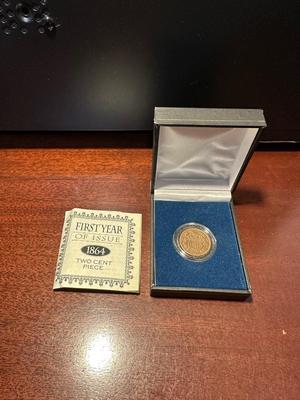 FIRST YEAR
OF ISSUE
1864
TWO CENT
PIECE